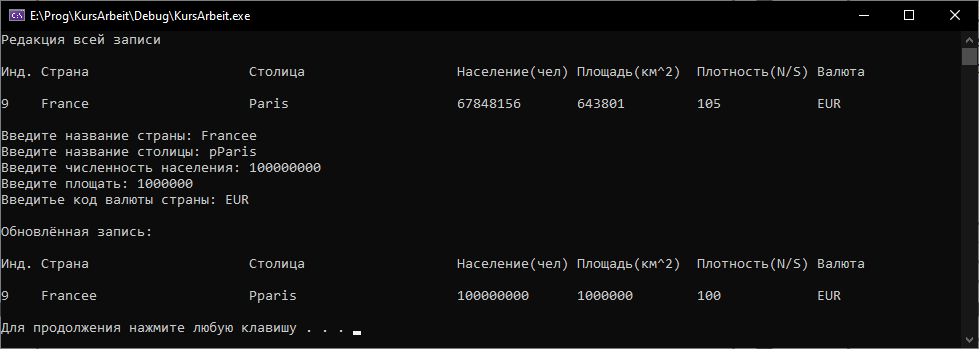 E:\Prog\KursArbeit\Debug\KursArbeit.exe
Редакция всей записи
Инд. Страна Столица Население(чел) Площадь(км^2) Плотность(N/S) Валюта
9 France Paris 67848156 643801 105 EUR
Введите название страны: Francee
Введите название столицы: pParis
Введите численность населения: 100000000
Введите площать: 1000000
Введитье код валюты страны: EUR
Обновлённая запись:
Инд. Страна Столица Население(чел) Площадь(км^2) Плотность(N/S) Валюта
9 Francee Pparis 100000000 1000000 100 EUR
Для продолжения нажмите любую клавишу . . .